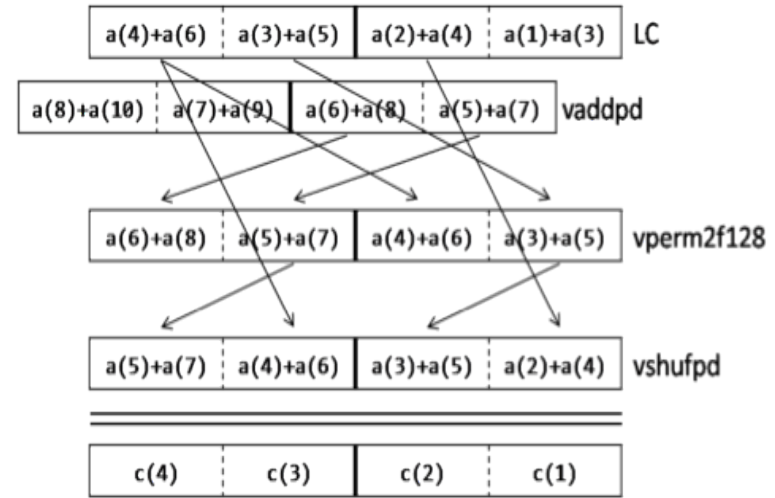 a(4)+a(6) a(3)+a(5) a(2)+a(4) a(1)+a(3) LC
a(8)+a(10) a(7)+a(9) a(6)+a(8) a(5)+a(7) vaddpd
a(6)+a(8) a(5)+a(7) a(4)+a(6) a(3)+a(5) vperm2f128
a(5)+a(7) a(4)+a(6) a(3)+a(5) a(2)+a(4) vshufpd
c(4) c(3) c(2) c(1)